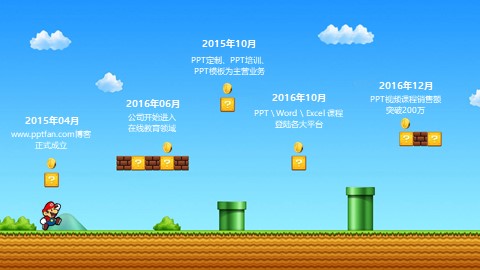 2015年04月
www.pptfan.com博客
正式成立
2016年06月
公司开始进入
在线教育领域
2015年10月
PPT定制、PPT培训、
PPT模板为主营业务
2016年10月
PPT \ Word \ Excel 课程
登陆各大平台
2016年12月
PPT视频课程销售额
突破200万
?
?
?
?
?
?